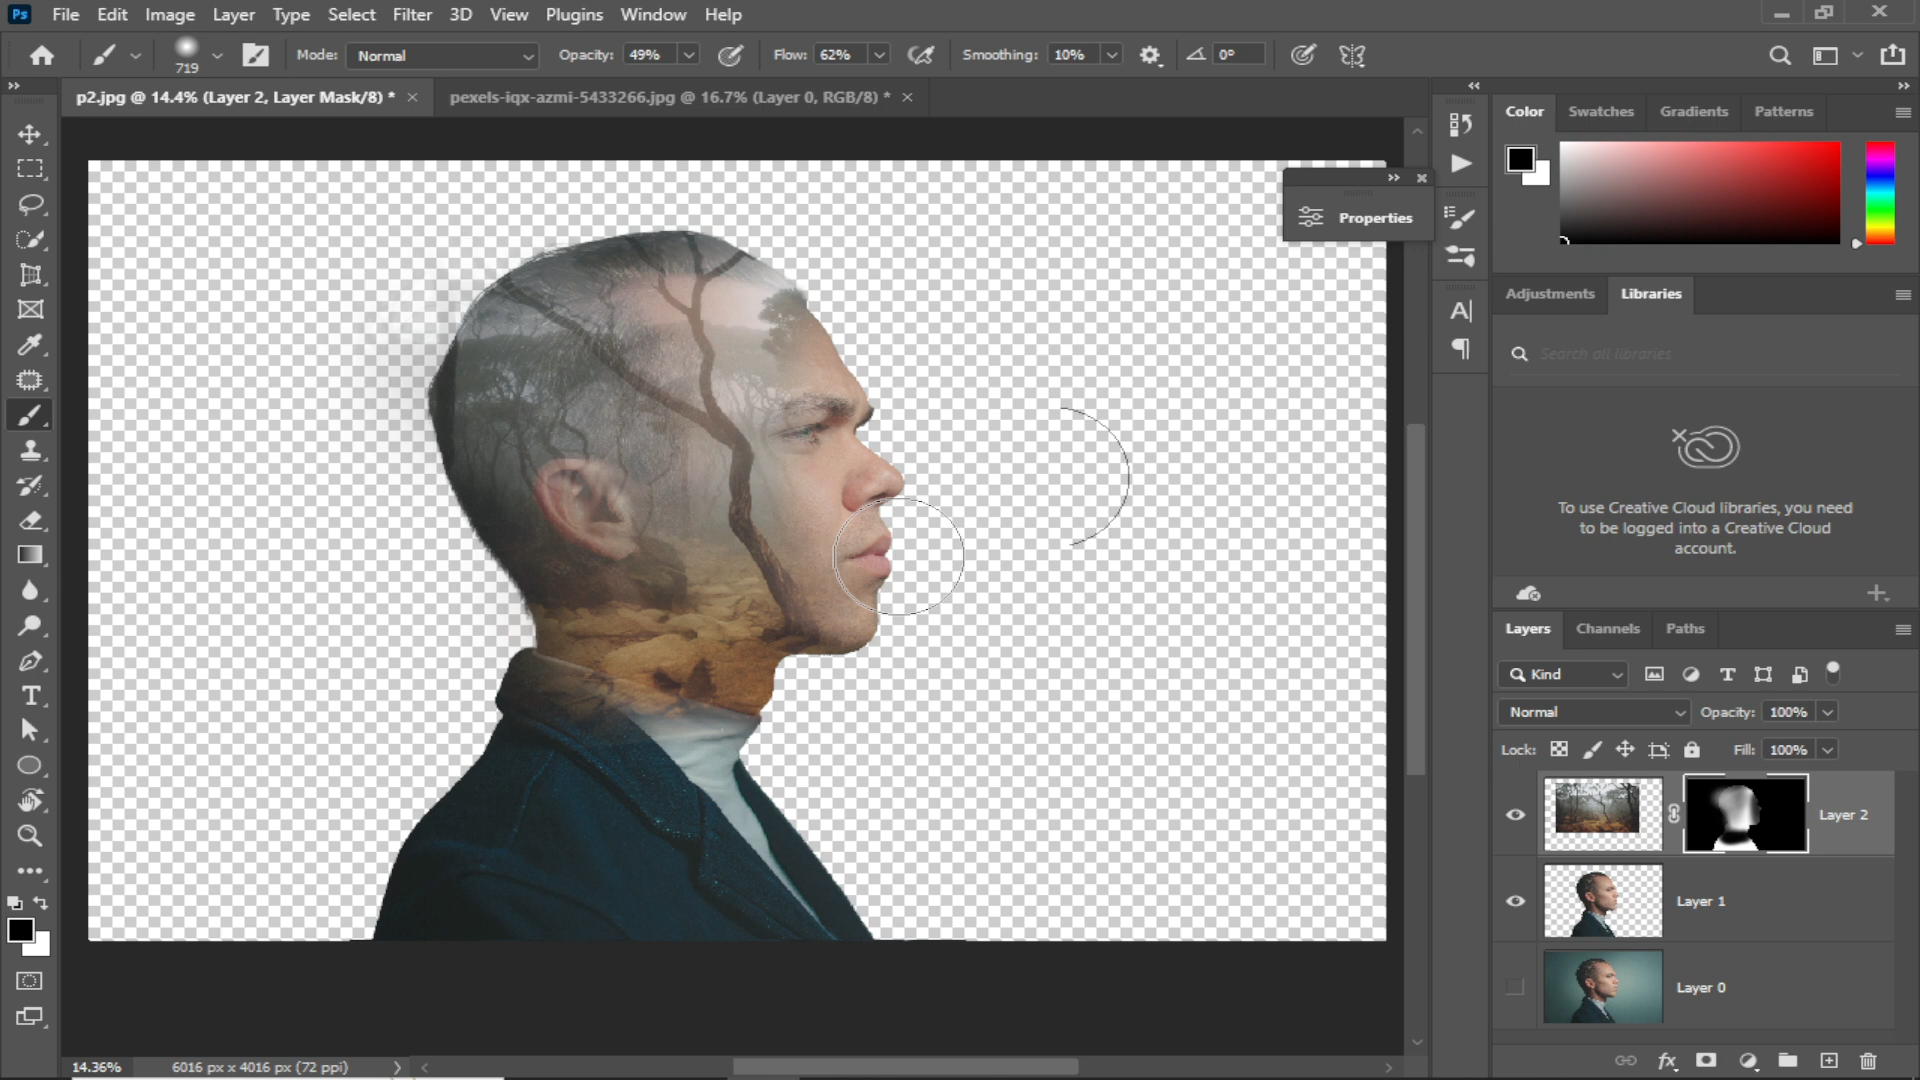 Ps File Edit Image Layer Type Select Filter 3D View Plugins Window Help
719 Mode: Normal Opacity: 49% Flow: 62% Smoothing: 10% 0°
p2.jpg @ 14.4% (Layer 2, Layer Mask/8) * × pexels-iqx-azmi-5433266.jpg @ 16.7% (Layer 0, RGB/8) * ×
Properties
Color Swatches Gradients Patterns
Adjustments Libraries
Search all libraries
To use Creative Cloud libraries, you need
to be logged into a Creative Cloud
account.
Layers Channels Paths
Kind
Normal Opacity: 100%
Lock: Fill: 100%
Layer 2
Layer 1
Layer 0
14.36% 6016 px x 4016 px (72 ppi)